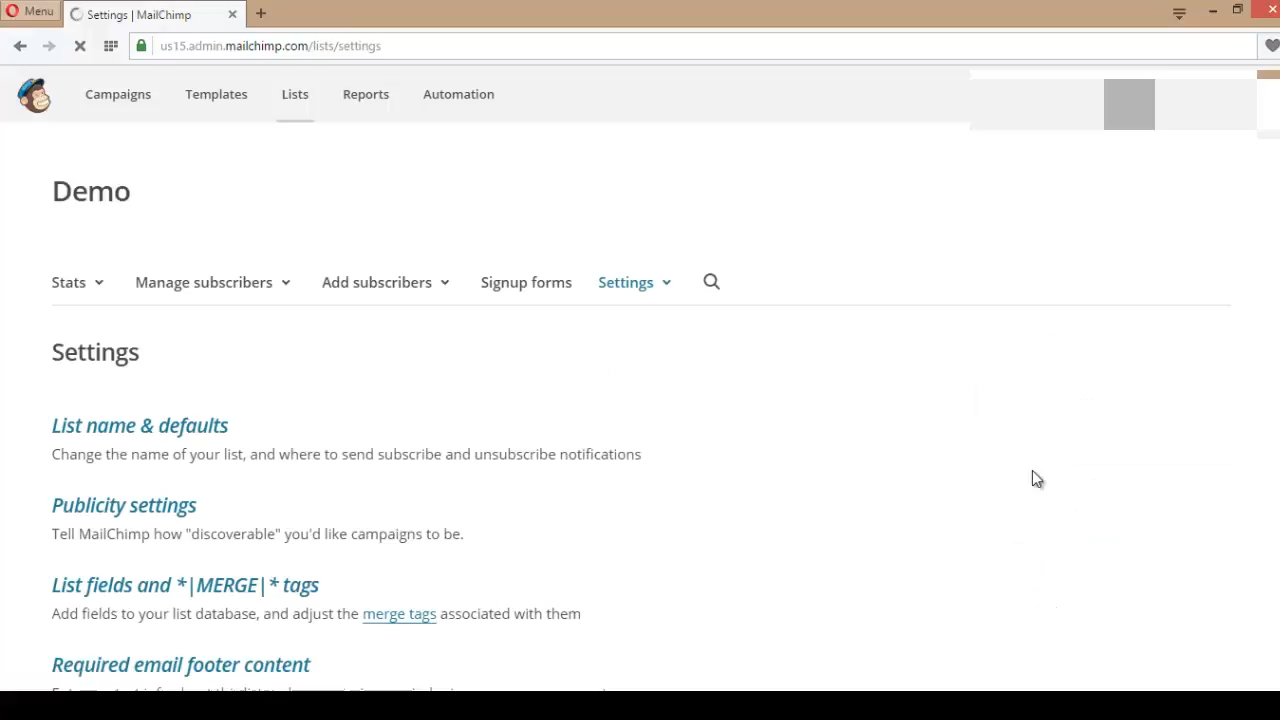 Menu
Settings | MailChimp
us15.admin.mailchimp.com/lists/settings
Campaigns Templates Lists Reports Automation
Demo
Stats Manage subscribers Add subscribers Signup forms Settings
Settings
List name & defaults
Change the name of your list, and where to send subscribe and unsubscribe notifications
Publicity settings
Tell MailChimp how "discoverable" you'd like campaigns to be.
List fields and *|MERGE|* tags
Add fields to your list database, and adjust the merge tags associated with them
Required email footer content